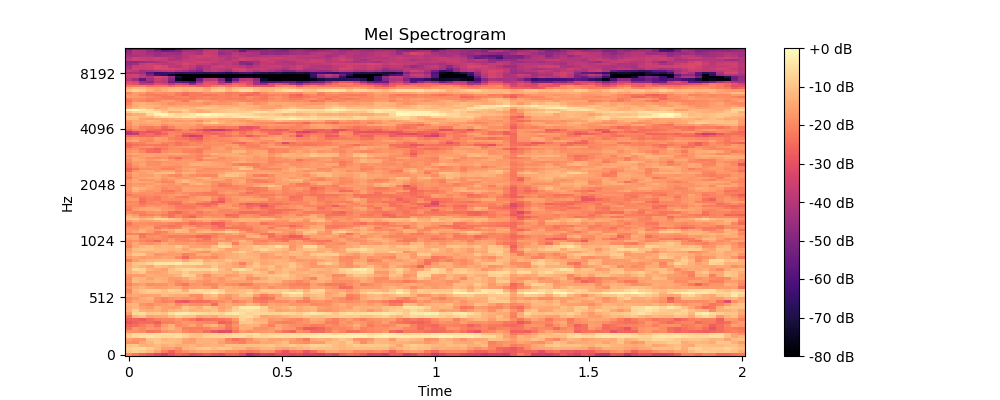 Mel Spectrogram
Hz
8192
4096
2048
1024
512
0
0 0.5 1 1.5 2
Time
+0 dB
-10 dB
-20 dB
-30 dB
-40 dB
-50 dB
-60 dB
-70 dB
-80 dB